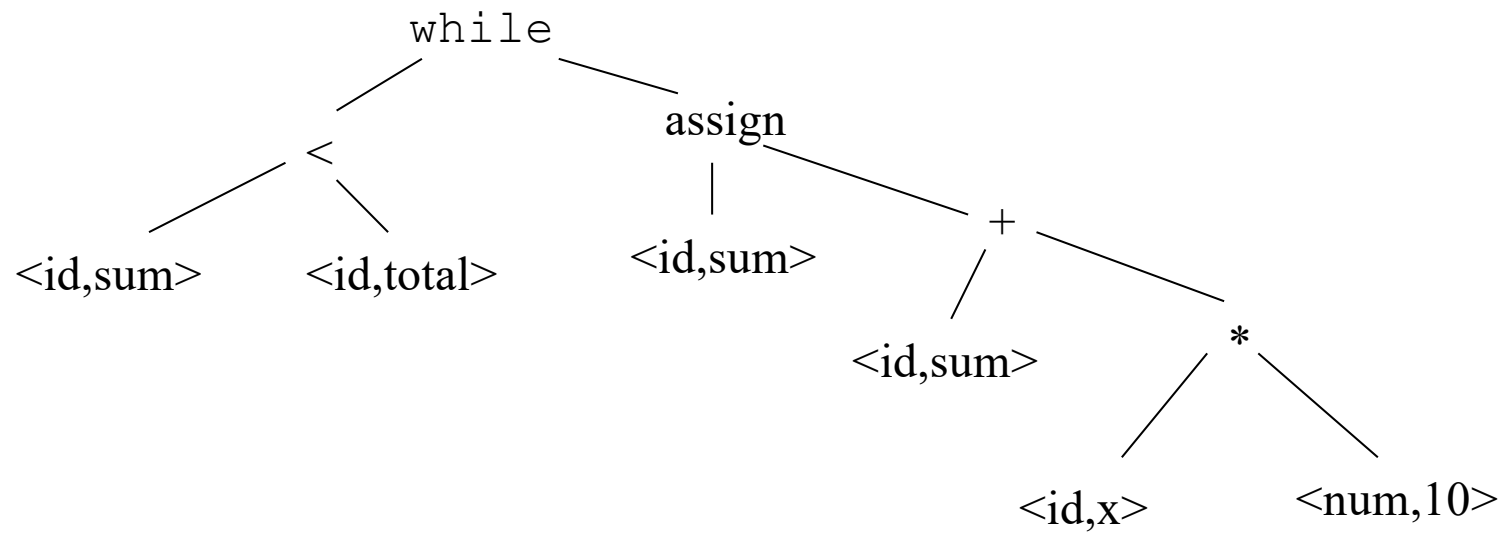 while
assign
<
+
<id,sum>
<id,total>
<id,sum>
<id,sum>
*
<id,x>
<num,10>